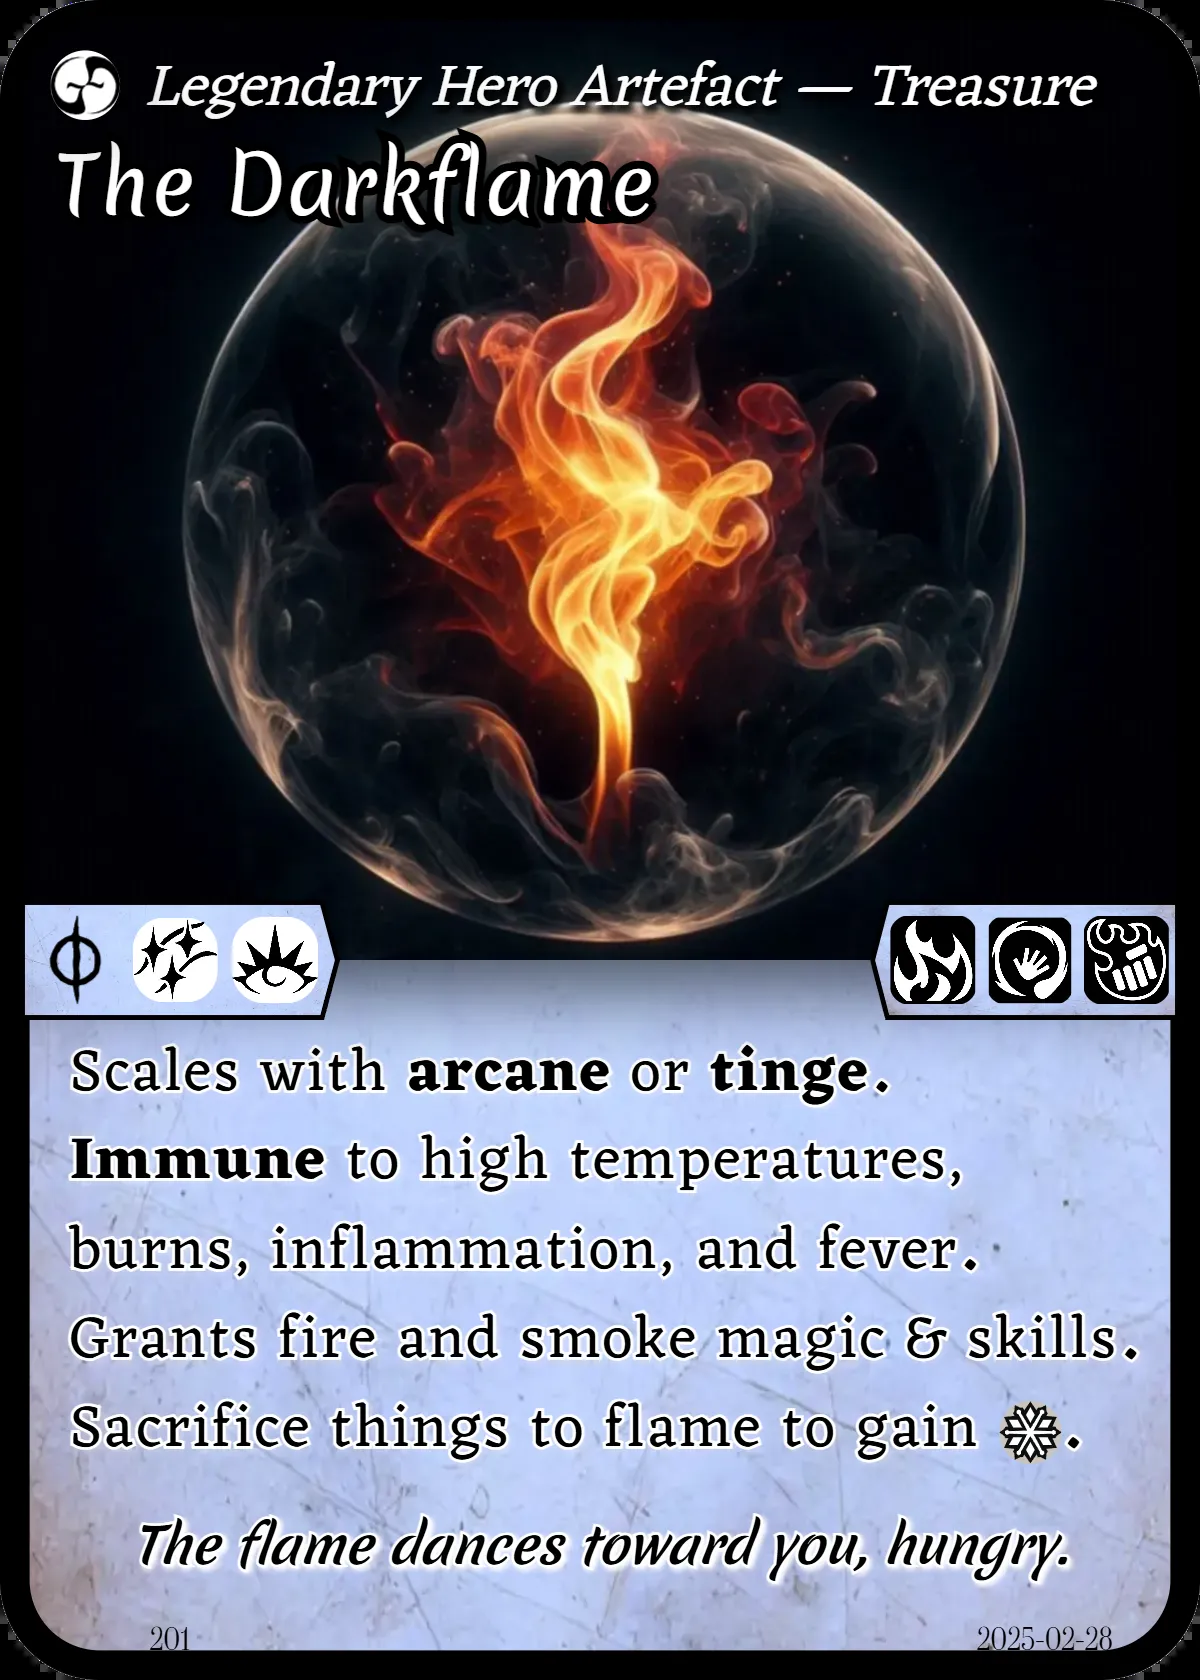 Legendary Hero Artefact — Treasure
The Darkflame
Scales with arcane or tinge.
Immune to high temperatures,
burns, inflammation, and fever.
Grants fire and smoke magic & skills.
Sacrifice things to flame to gain .
The flame dances toward you, hungry.
201
2025-02-28